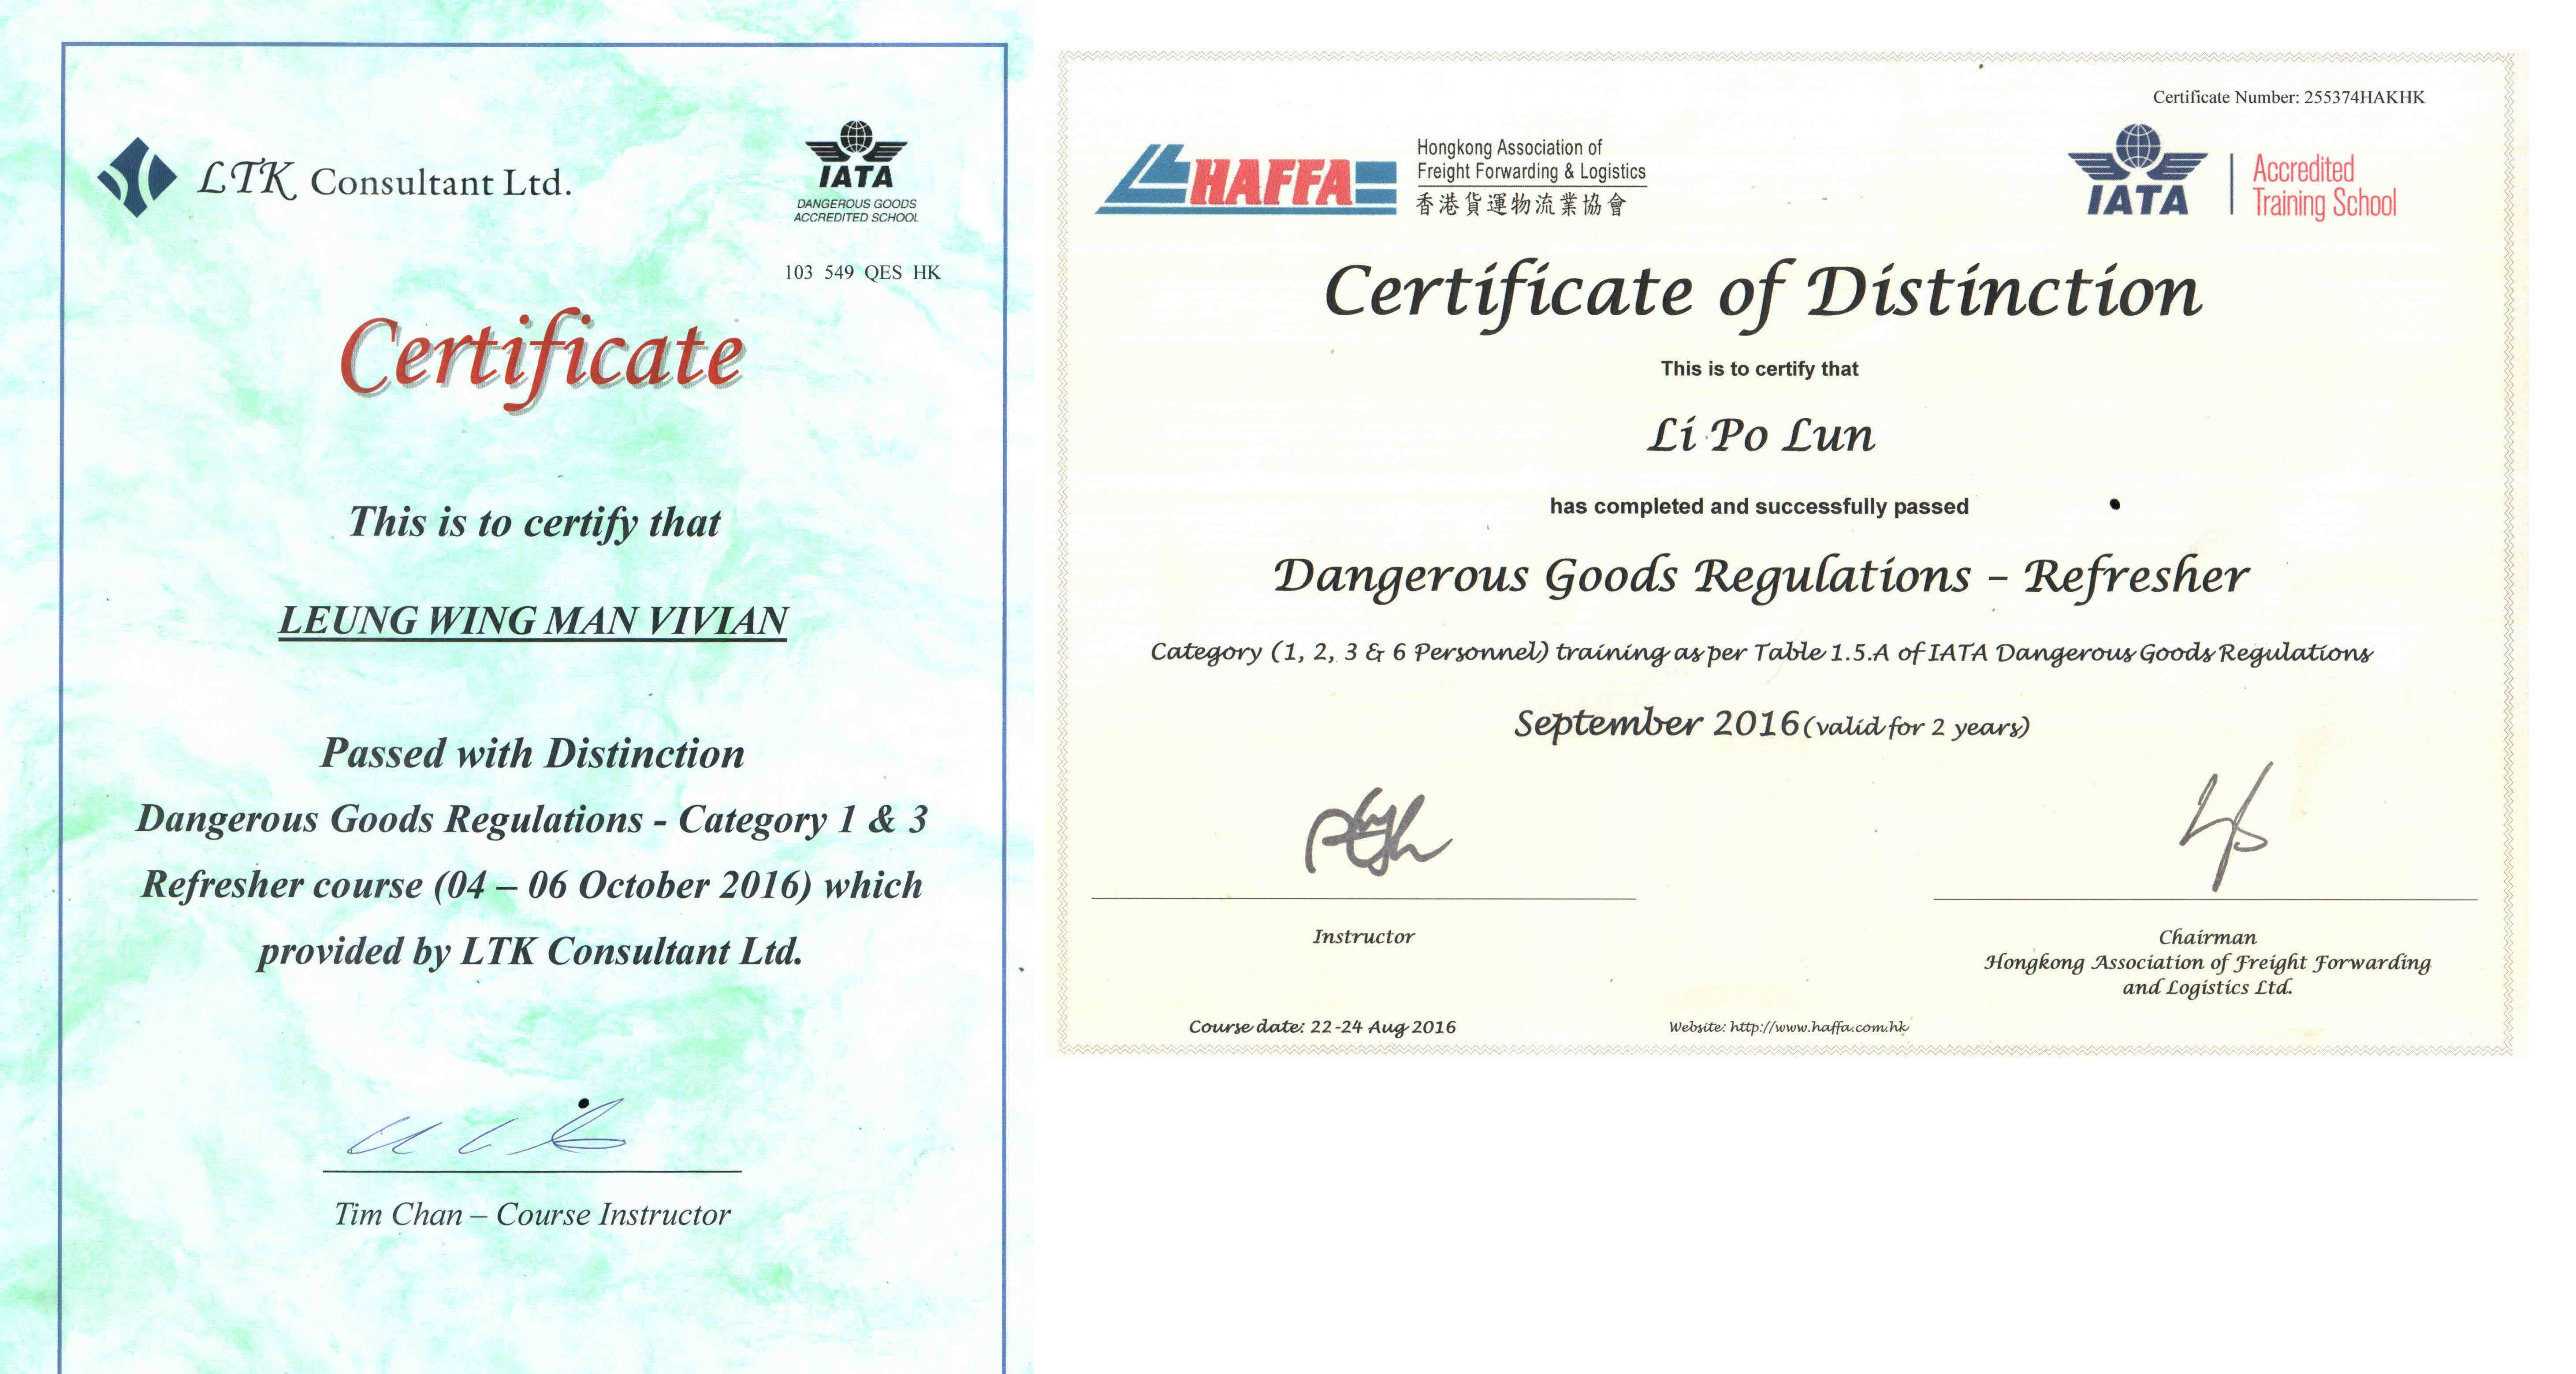 LTK Consultant Ltd.
IATA
DANGEROUS GOODS
ACCREDITED SCHOOL
103 549 QES HK
Certificate
This is to certify that
LEUNG WING MAN VIVIAN
Passed with Distinction
Dangerous Goods Regulations - Category 1 & 3
Refresher course (04 – 06 October 2016) which
provided by LTK Consultant Ltd.
Tim Chan – Course Instructor
Certificate Number: 255374HAKHK
HAFFA
Hongkong Association of
Freight Forwarding & Logistics
香港貨運物流業協會
IATA
Accredited
Training School
Certificate of Distinction
This is to certify that
Li Po Lun
has completed and successfully passed
Dangerous Goods Regulations – Refresher
Category (1, 2, 3 & 6 Personnel) training as per Table 1.5.A of IATA Dangerous Goods Regulations
September 2016 (valid for 2 years)
Instructor
Chairman
Hongkong Association of Freight Forwarding
and Logistics Ltd.
Course date: 22-24 Aug 2016
Website: http://www.haffa.com.hk